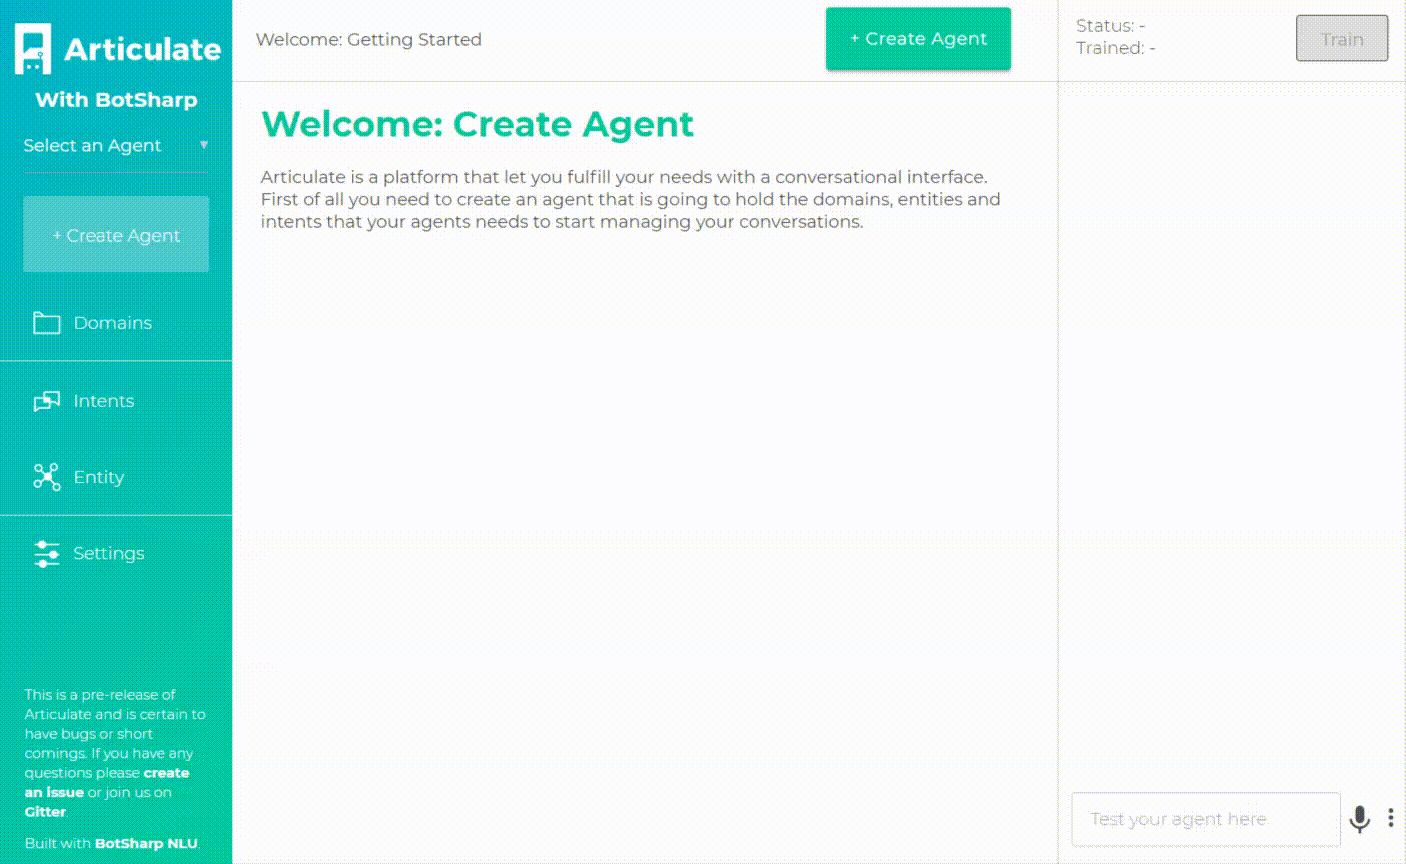 Articulate
With BotSharp
Select an Agent
+ Create Agent
Domains
Intents
Entity
Settings
This is a pre-release of
Articulate and is certain to
have bugs or short
comings. If you have any
questions please create
an issue or join us on
Gitter
Built with BotSharp NLU.
Welcome: Getting Started
+ Create Agent
Welcome: Create Agent
Articulate is a platform that let you fulfill your needs with a conversational interface.
First of all you need to create an agent that is going to hold the domains, entities and
intents that your agents needs to start managing your conversations.
Status: -
Trained: -
Train
Test your agent here